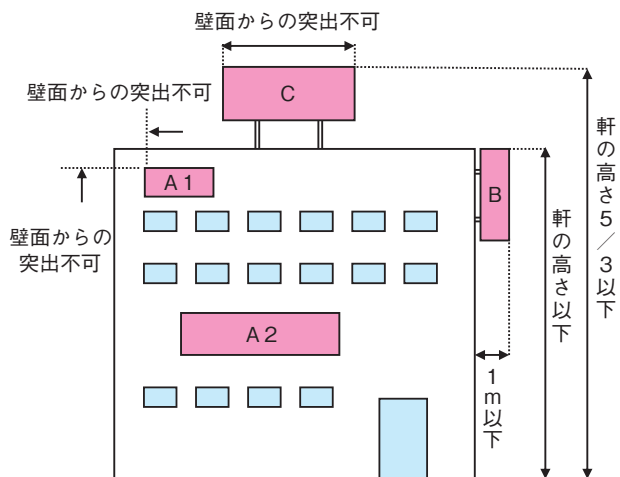 壁面からの突出不可
C
壁面からの突出不可
A1
B
壁面からの
突出不可
A2
1m以下
軒の高さ以下
軒の高さ5／3以下